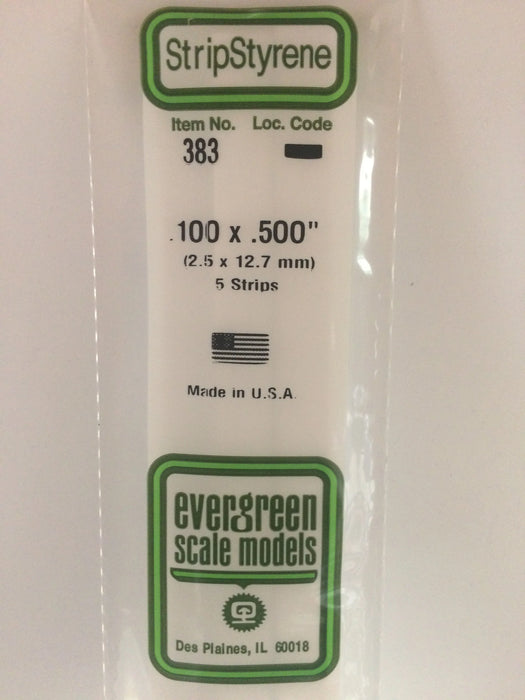 StripStyrene
Item No. Loc. Code
383
.100 x .500"
(2.5 x 12.7 mm)
5 Strips
Made in U.S.A.
evergreen
scale models
Des Plaines, IL 60018